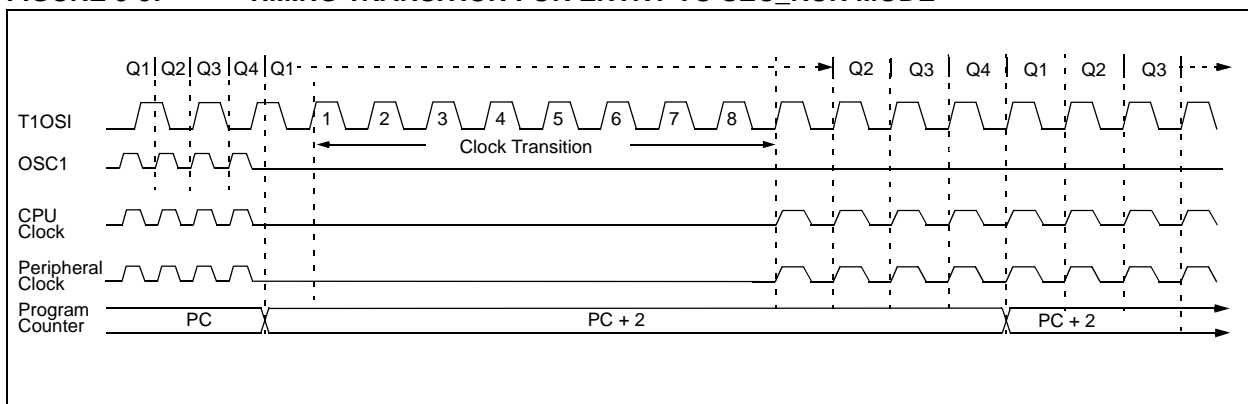 Q1 Q2 Q3 Q4 Q1 Q2 Q3 Q4 Q1 Q2 Q3
T1OSI 1 2 3 4 5 6 7 8
Clock Transition
OSC1
CPU
Clock
Peripheral
Clock
Program
Counter
PC PC + 2 PC + 2